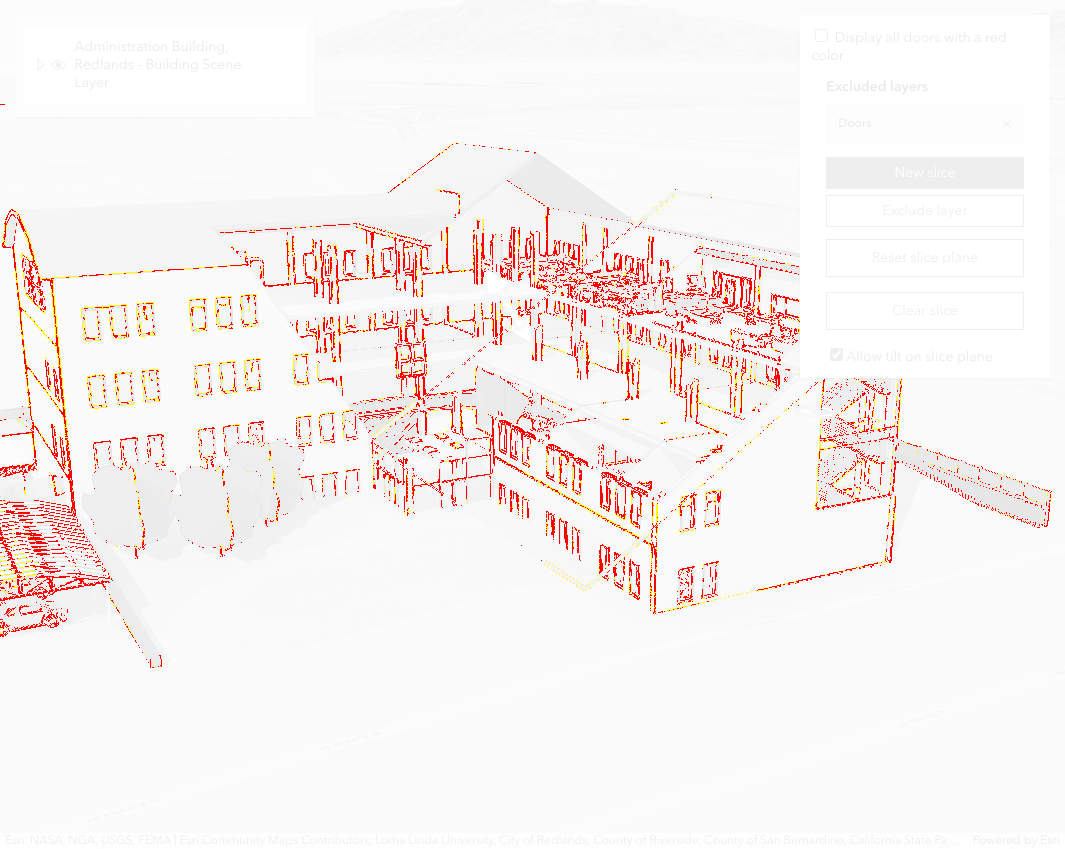 Administration Building,
Redlands - Building Scene
Layer
Display all doors with a red
color
Excluded layers
Doors
New slice
Exclude layer
Reset slice plane
Clear slice
Allow tilt on slice plane
Esri, NASA, NGA, USGS, FEMA | Esri Community Maps Contributors, Loma Linda University, City of Redlands, County of Riverside, County of San Bernardino, California State Pa... Powered by Esri